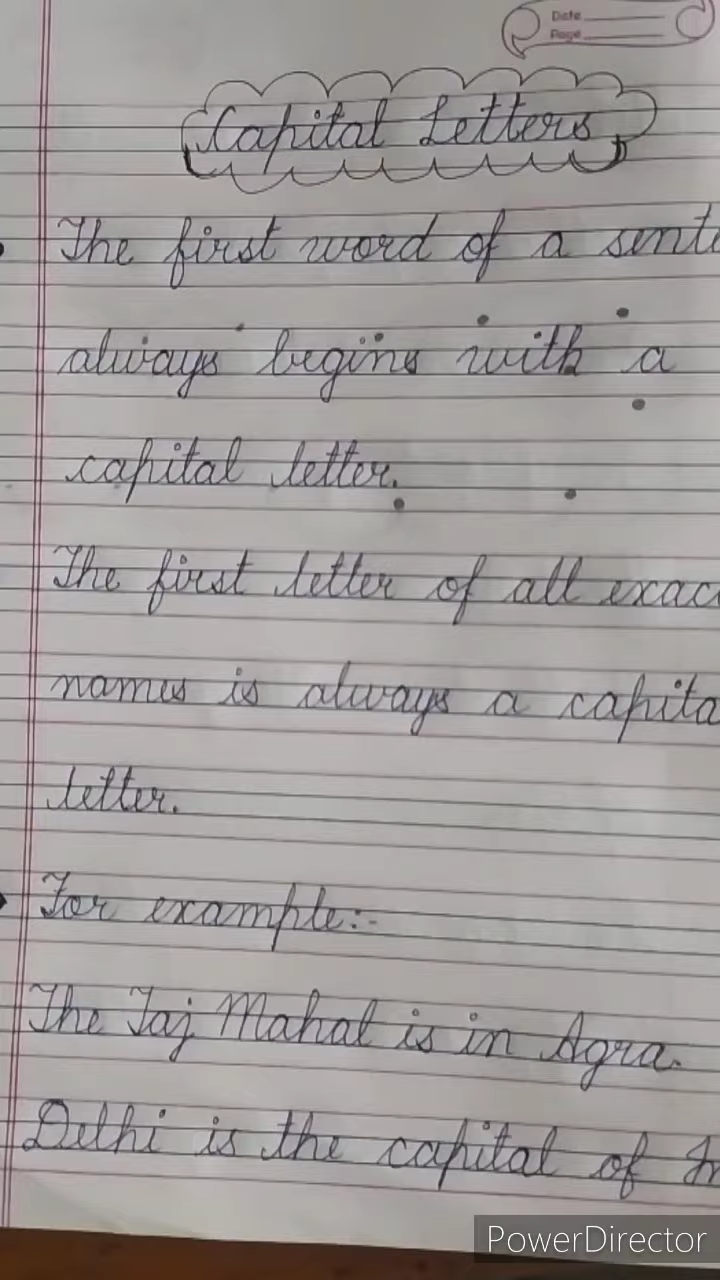 Date
Page
Capital Letters
The first word of a sent
always begins with a
capital letter.
The first letter of all exac
names is always a capita
letter.
For example:-
The Taj Mahal is in Agra.
Delhi is the capital of In
PowerDirector